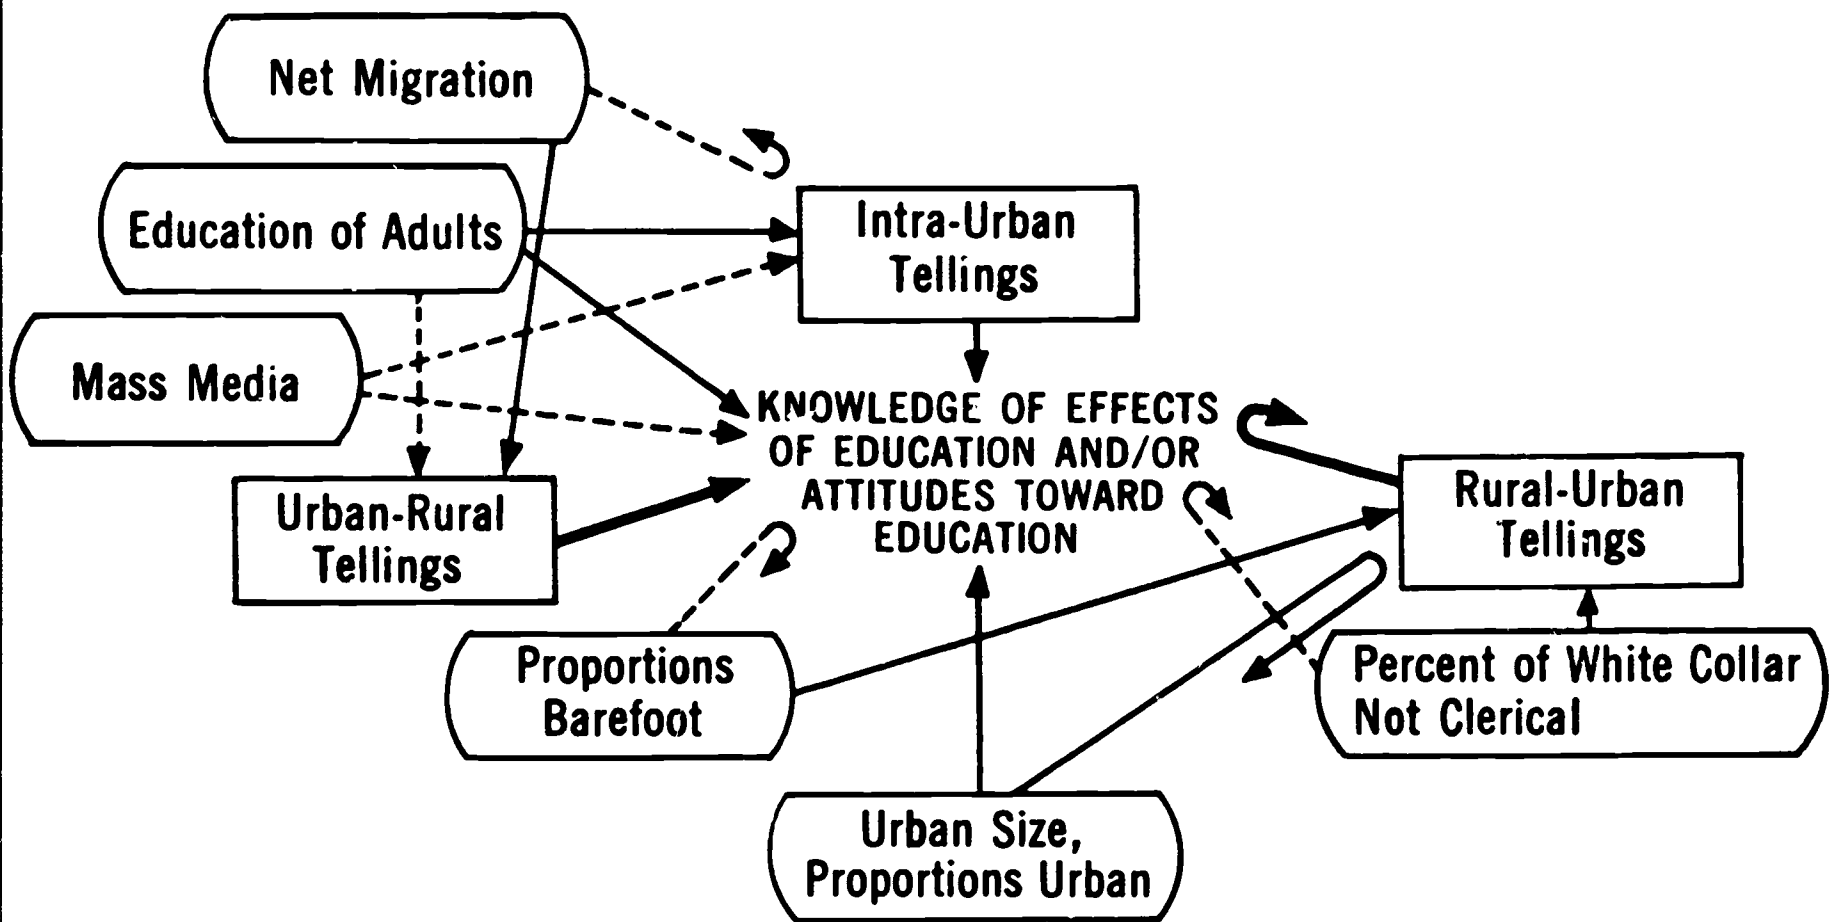 Net Migration
Education of Adults
Intra-Urban
Tellings
Mass Media
KNOWLEDGE OF EFFECTS
OF EDUCATION AND/OR
ATTITUDES TOWARD
EDUCATION
Urban-Rural
Tellings
Rural-Urban
Tellings
Proportions
Barefoot
Percent of White Collar
Not Clerical
Urban Size,
Proportions Urban